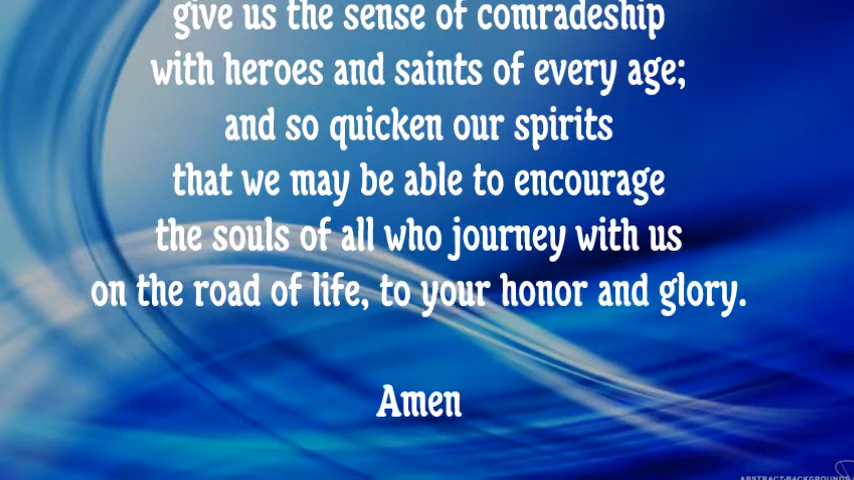 give us the sense of comradeship
with heroes and saints of every age;
and so quicken our spirits
that we may be able to encourage
the souls of all who journey with us
on the road of life, to your honor and glory.
Amen
ABSTRACT-BACKGROUNDS